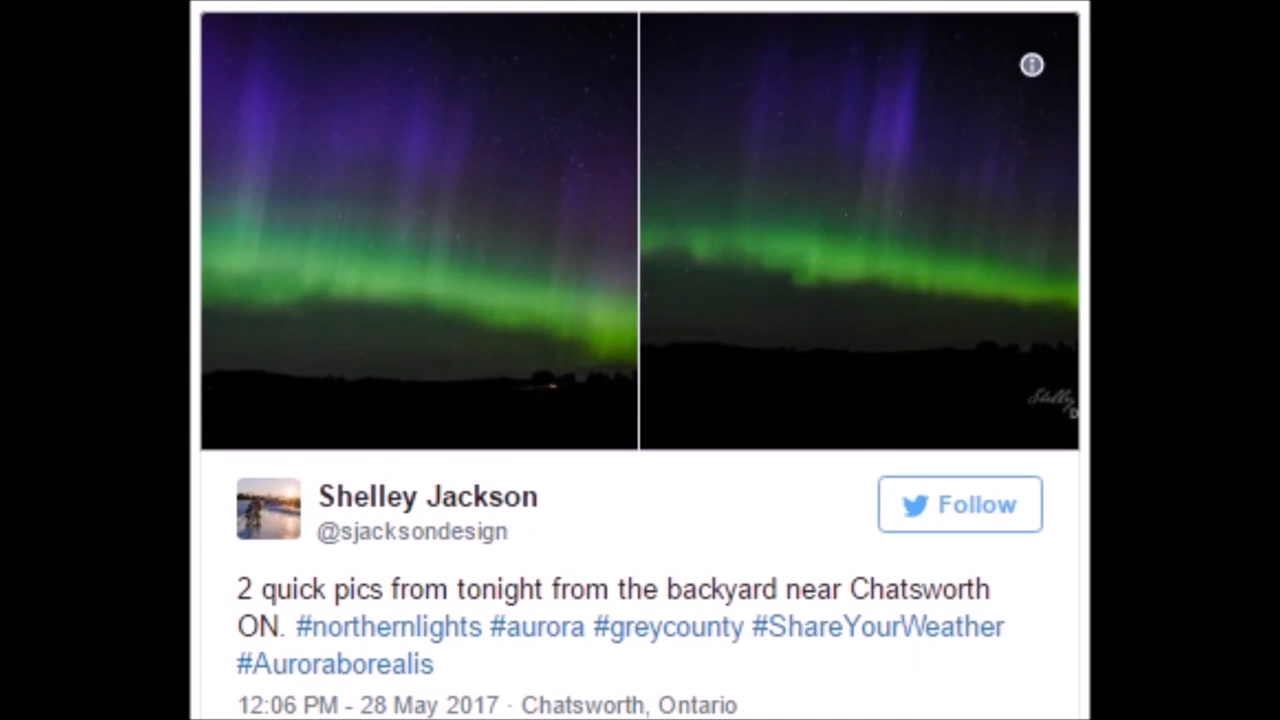 Shelly
D
Shelley Jackson
Follow
@sjacksondesign
2 quick pics from tonight from the backyard near Chatsworth
ON. #northernlights #aurora #greycounty #ShareYourWeather
#Auroraborealis
12:06 PM - 28 May 2017 · Chatsworth, Ontario